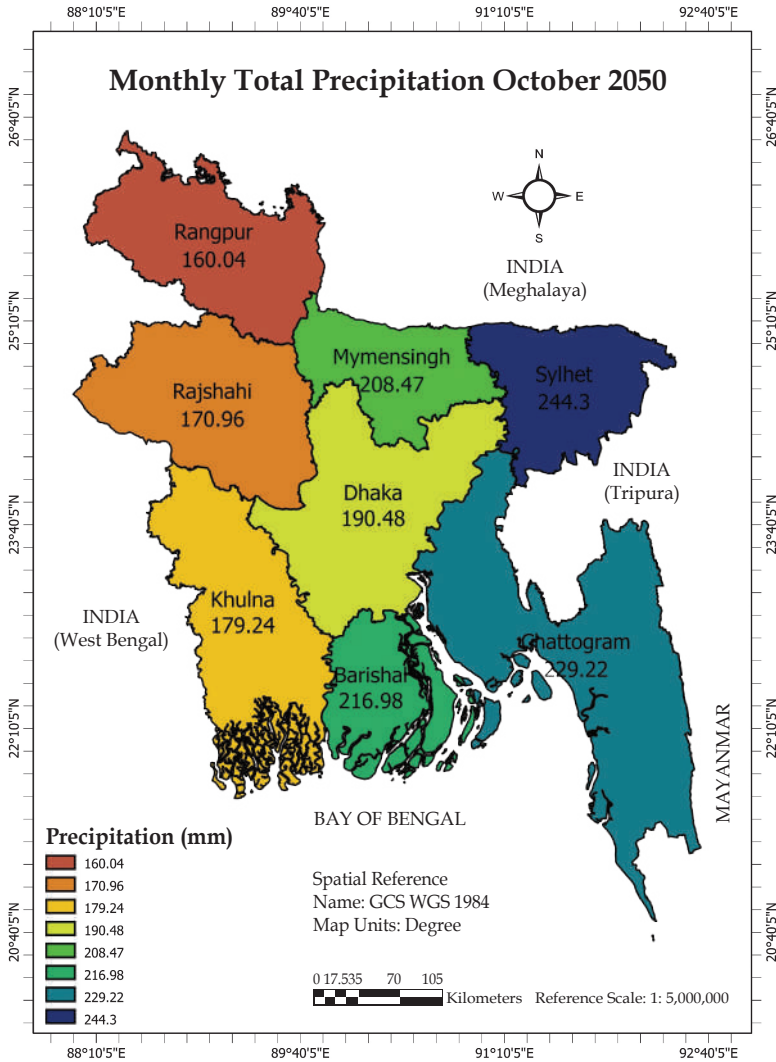 88°10'5"E 89°40'5"E 91°10'5"E 92°40'5"E
Monthly Total Precipitation October 2050
26°40'5"N
26°40'5"N
N
W E
S
Rangpur
160.04
INDIA
(Meghalaya)
25°10'5"N
25°10'5"N
Mymensingh
208.47
Sylhet
244.3
Rajshahi
170.96
INDIA
(Tripura)
Dhaka
190.48
23°40'5"N
23°40'5"N
Khulna
179.24
INDIA
(West Bengal)
Chattogram
229.22
Barishal
216.98
22°10'5"N
22°10'5"N
MAYANMAR
BAY OF BENGAL
Precipitation (mm)
160.04
170.96
179.24
190.48
208.47
216.98
229.22
244.3
Spatial Reference
Name: GCS WGS 1984
Map Units: Degree
20°40'5"N
20°40'5"N
0 17.535 70 105
Kilometers Reference Scale: 1: 5,000,000
88°10'5"E 89°40'5"E 91°10'5"E 92°40'5"E